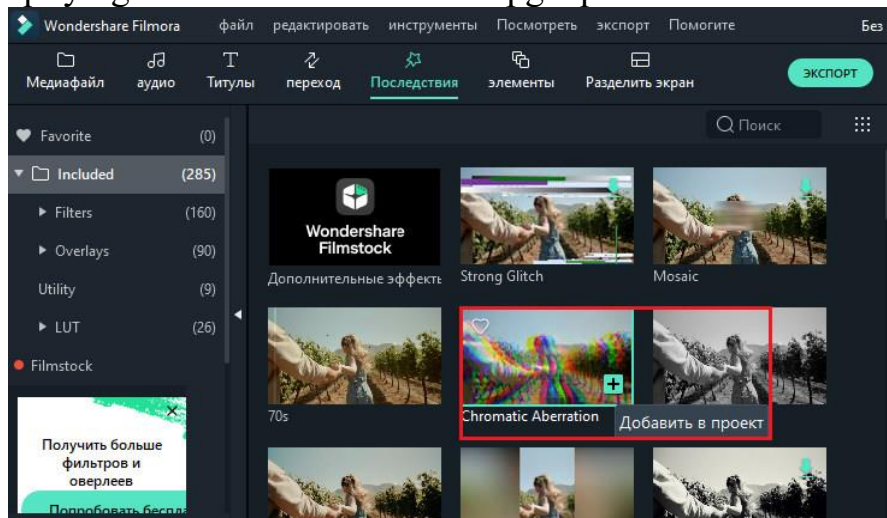 Wondershare Filmora файл редактировать инструменты Посмотреть экспорт Помогите Без
Медиафайл аудио Титулы переход Последствия элементы Разделить экран экспорт
Поиск
Favorite (0)
Included (285)
Filters (160)
Overlays (90)
Utility (9)
LUT (26)
Filmstock
Получить больше
фильтров и
оверлеев
Попробовать
Wondershare
Filmstock
Дополнительные эффекты
Strong Glitch
Mosaic
70s
Chromatic Aberration
Добавить в проект